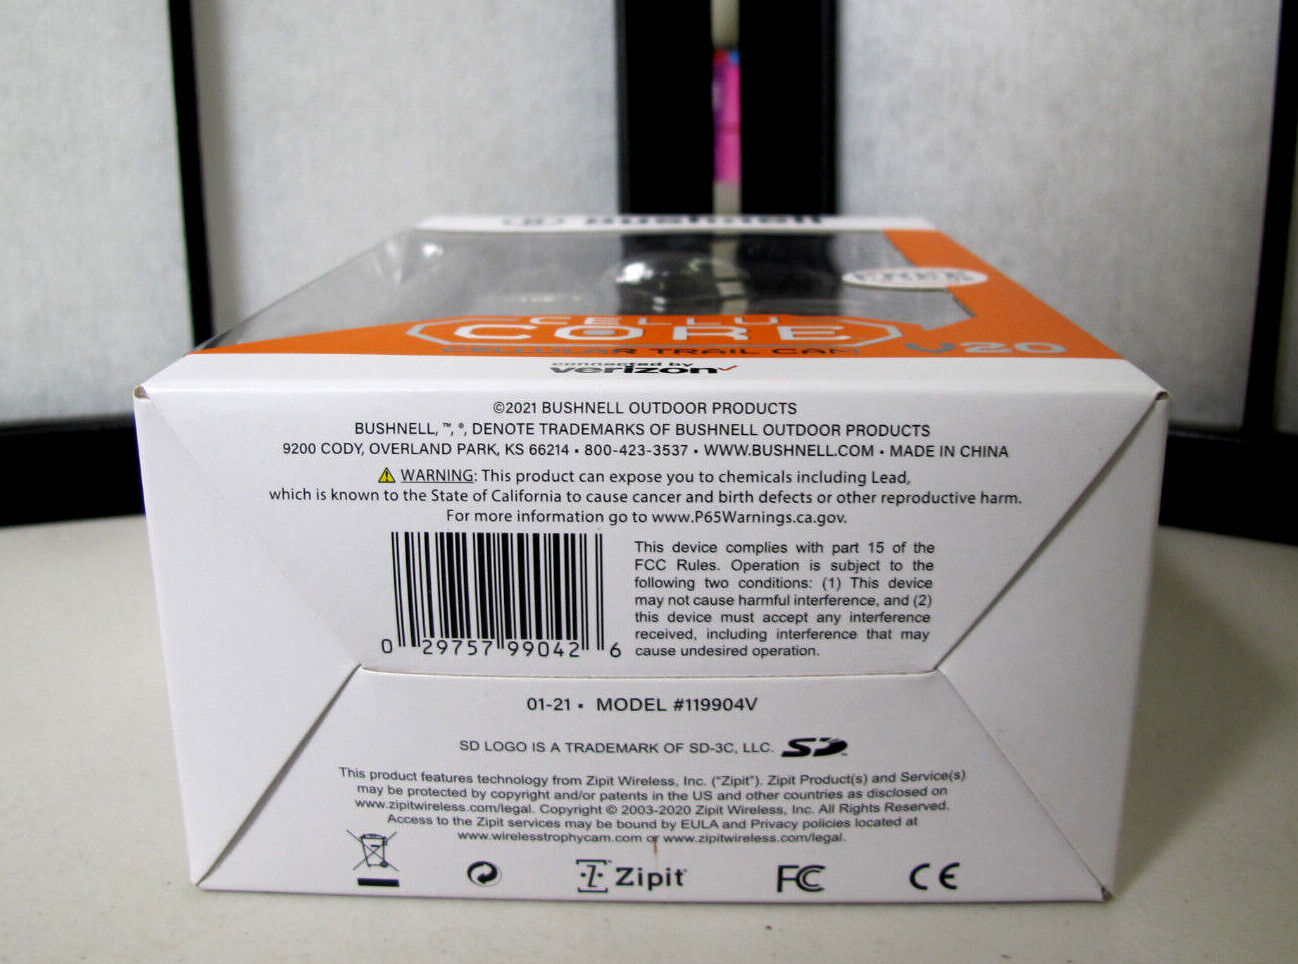 Bushnell
FREE
CELLU
CORE
CELLULAR TRAIL CAM V20
connected by
verizon✓
©2021 BUSHNELL OUTDOOR PRODUCTS
BUSHNELL, ™, ®, DENOTE TRADEMARKS OF BUSHNELL OUTDOOR PRODUCTS
9200 CODY, OVERLAND PARK, KS 66214 • 800-423-3537 • WWW.BUSHNELL.COM • MADE IN CHINA
WARNING: This product can expose you to chemicals including Lead,
which is known to the State of California to cause cancer and birth defects or other reproductive harm.
For more information go to www.P65Warnings.ca.gov.
This device complies with part 15 of the
FCC Rules. Operation is subject to the
following two conditions: (1) This device
may not cause harmful interference, and (2)
this device must accept any interference
received, including interference that may
cause undesired operation.
0 29757 99042 6
01-21 • MODEL #119904V
SD LOGO IS A TRADEMARK OF SD-3C, LLC. SD
This product features technology from Zipit Wireless, Inc. ("Zipit"). Zipit Product(s) and Service(s)
may be protected by copyright and/or patents in the US and other countries as disclosed on
www.zipitwireless.com/legal. Copyright © 2003-2020 Zipit Wireless, Inc. All Rights Reserved.
Access to the Zipit services may be bound by EULA and Privacy policies located at
www.wirelesstrophycam.com or www.zipitwireless.com/legal.
Z Zipit FC CE